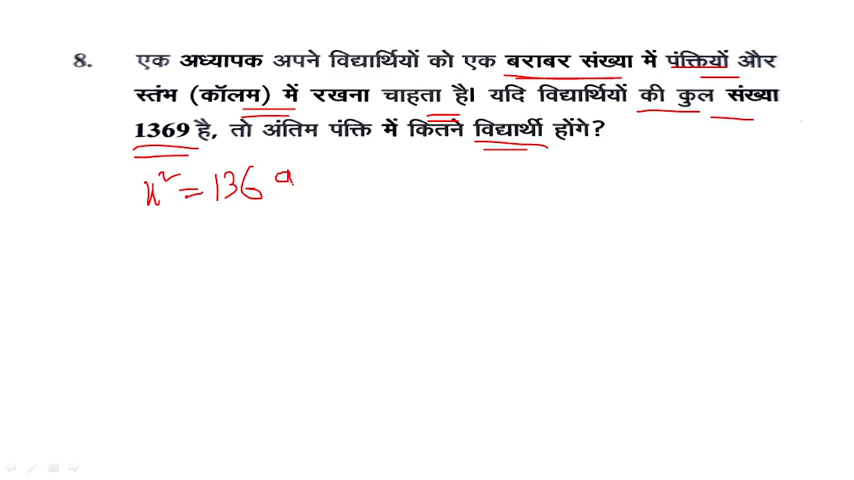 8. एक अध्यापक अपने विद्यार्थियों को एक बराबर संख्या में पंक्तियों और
स्तंभ (कॉलम) में रखना चाहता है। यदि विद्यार्थियों की कुल संख्या
1369 है, तो अंतिम पंक्ति में कितने विद्यार्थी होंगे?
x² = 1369